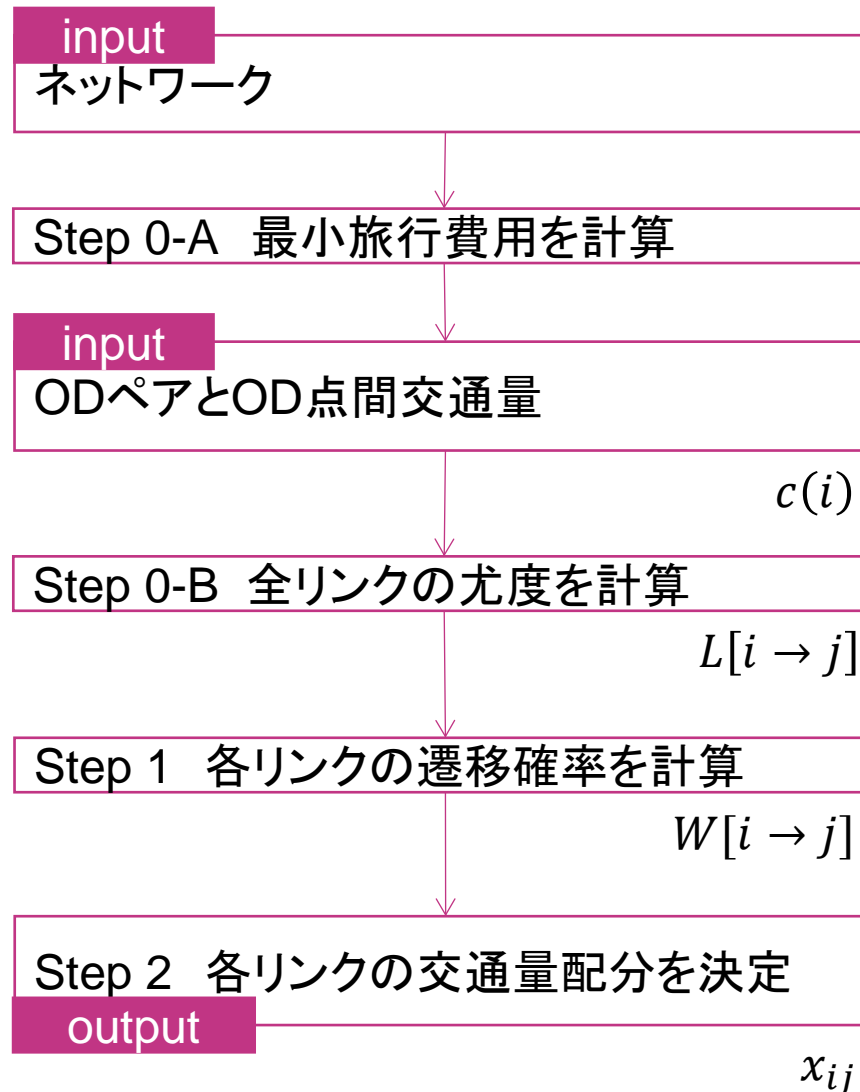 input
ネットワーク
Step 0-A 最小旅行費用を計算
input
ODペアとOD点間交通量
c(i)
Step 0-B 全リンクの尤度を計算
L[i → j]
Step 1 各リンクの遷移確率を計算
W[i → j]
Step 2 各リンクの交通量配分を決定
output
x_{ij}